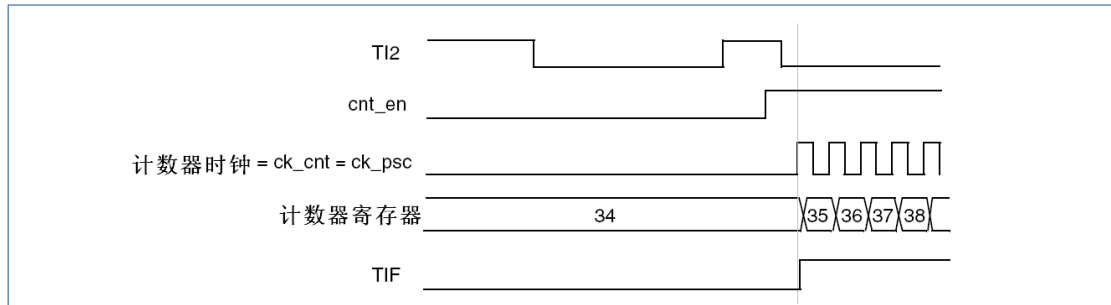 TI2
cnt_en
计数器时钟 = ck_cnt = ck_psc
计数器寄存器 34 35 36 37 38
TIF